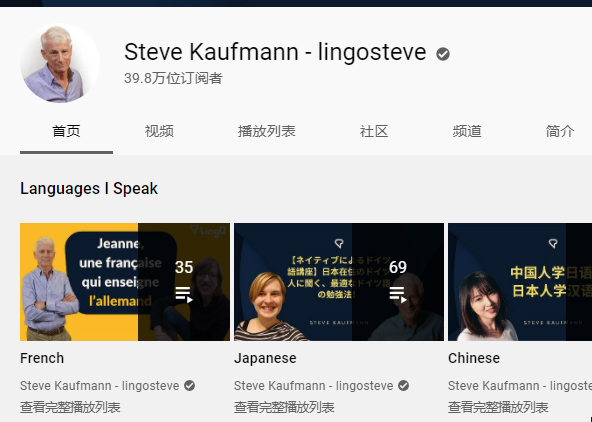 Steve Kaufmann - lingosteve
39.8万位订阅者
首页 视频 播放列表 社区 频道 简介
Languages I Speak
LingQ
Jeanne,
une française
qui enseigne
l'allemand
35
【ネイティブによるドイツ
語講座】日本在住のドイツ
人に聞く、最適なドイツ語
の勉強法!
STEVE KAUFMANN
69
中国人学日语
日本人学汉语
STEVE KAUFM
French
Steve Kaufmann - lingosteve
查看完整播放列表
Japanese
Steve Kaufmann - lingosteve
查看完整播放列表
Chinese
Steve Kaufmann - lingoste
查看完整播放列表